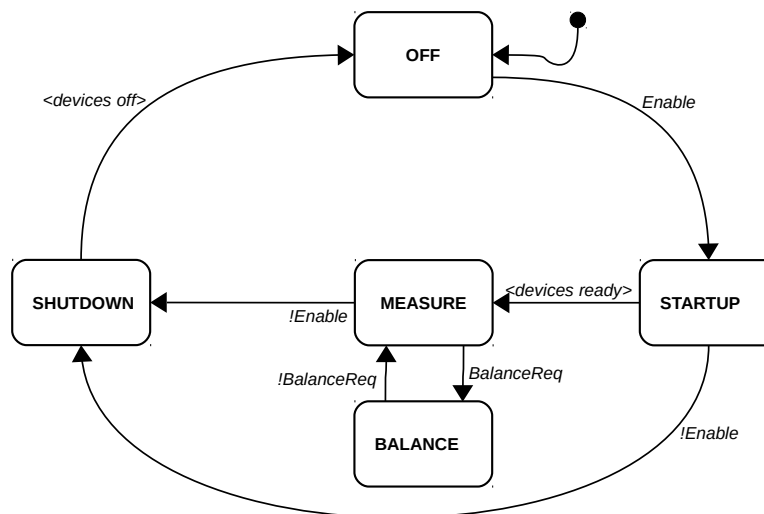 OFF
<devices off>
Enable
SHUTDOWN
MEASURE
<devices ready>
STARTUP
!Enable
!BalanceReq
BalanceReq
BALANCE
!Enable